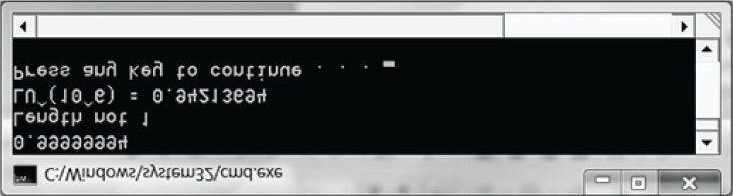 C:\Windows\system32\cmd.exe
0.99999994
Length not 1
LU^(10^6) = 0.94213694
Press any key to continue . . .